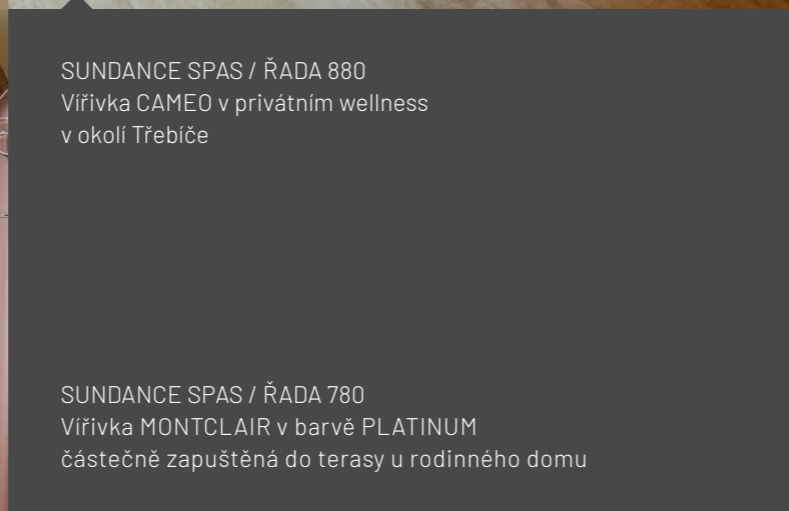 SUNDANCE SPAS / ŘADA 880
Vířivka CAMEO v privátním wellness
v okolí Třebíče
SUNDANCE SPAS / ŘADA 780
Vířivka MONTCLAIR v barvě PLATINUM
částečně zapuštěná do terasy u rodinného domu